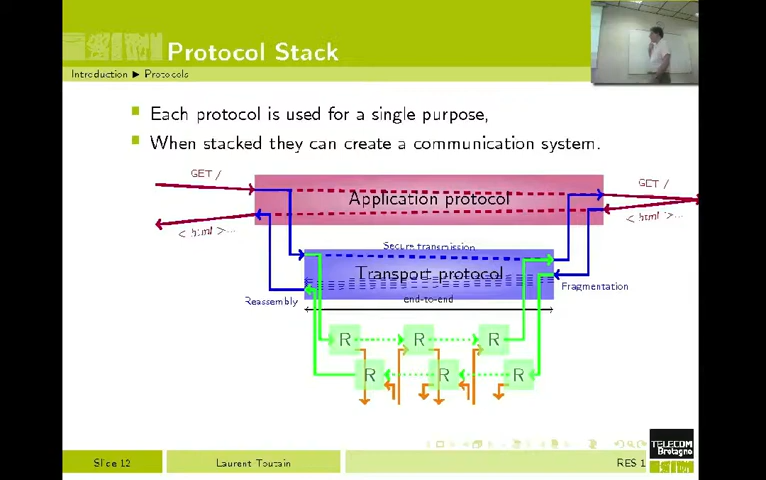 Protocol Stack
Introduction ▶ Protocols
Each protocol is used for a single purpose,
When stacked they can create a communication system.
GET /
GET /
Application protocol
< html >...
< html >...
Secure transmission
Transport protocol
Reassembly
end-to-end
Fragmentation
R R R
R R R
TELECOM
Bretagne
Slide 12 Laurent Toutain RES 1